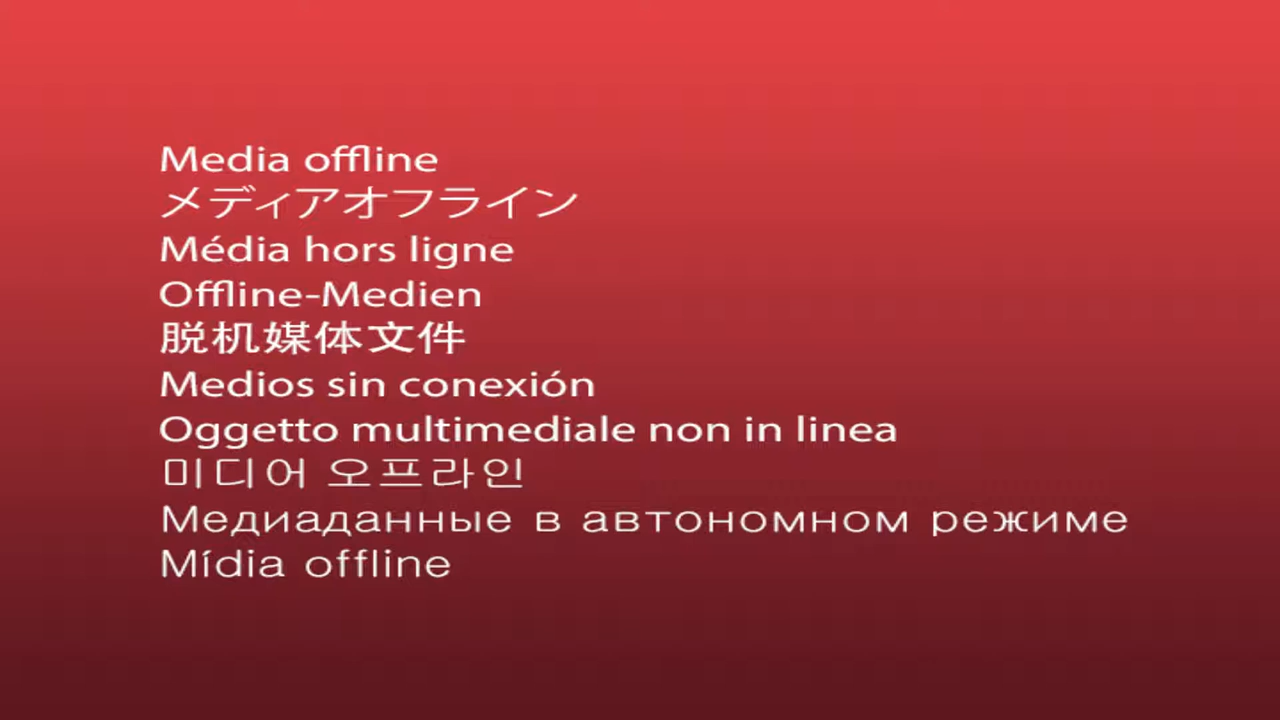 Media offline
メディアオフライン
Média hors ligne
Offline-Medien
脱机媒体文件
Medios sin conexión
Oggetto multimediale non in linea
미디어 오프라인
Медиаданные в автономном режиме
Mídia offline